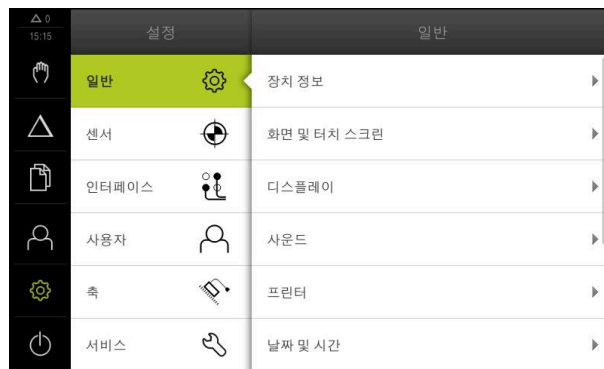 △ 0
15:15
설정
일반
일반
센서
인터페이스
사용자
축
서비스
장치 정보
화면 및 터치 스크린
디스플레이
사운드
프린터
날짜 및 시간